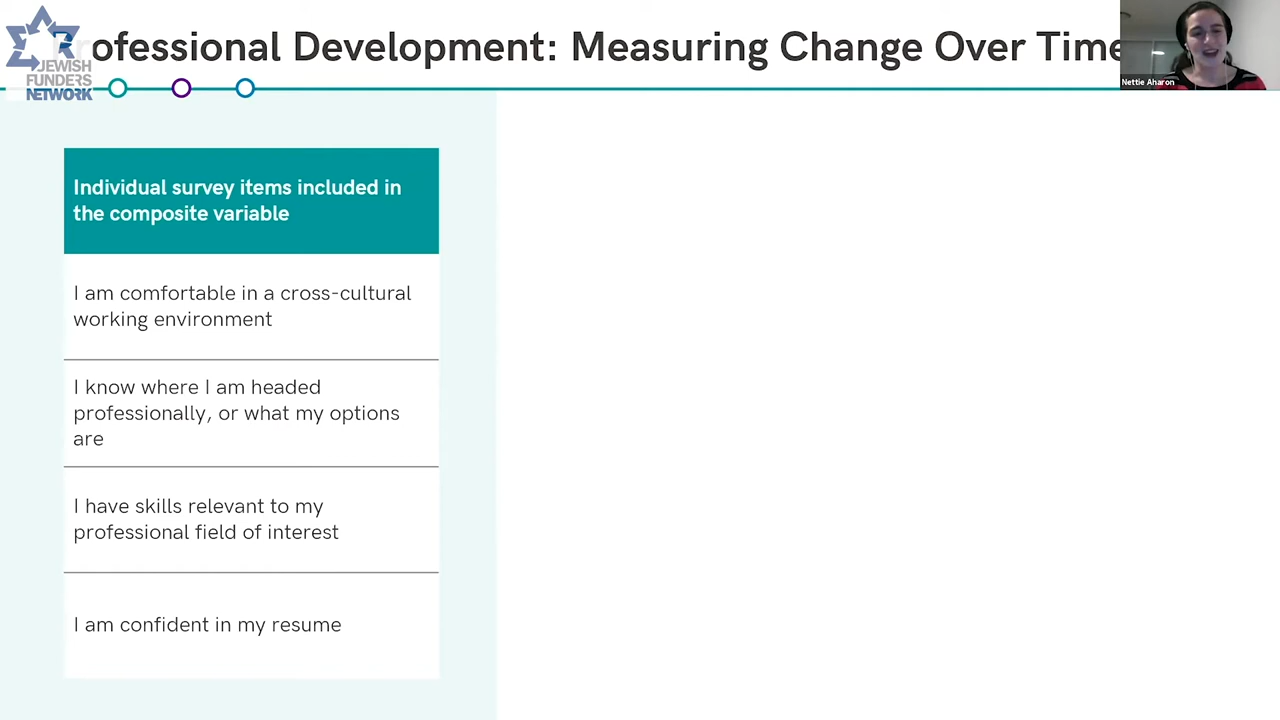 Professional Development: Measuring Change Over Time
JEWISH
FUNDERS
NETWORK
Nettie Aharon
Individual survey items included in
the composite variable
I am comfortable in a cross-cultural
working environment
I know where I am headed
professionally, or what my options
are
I have skills relevant to my
professional field of interest
I am confident in my resume